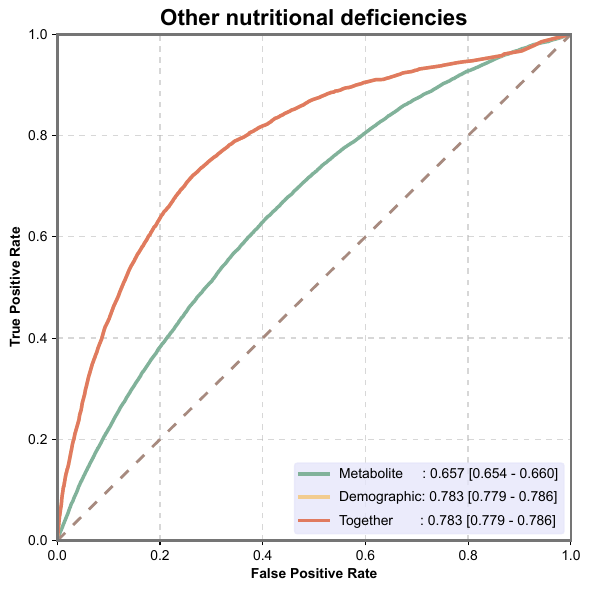 Other nutritional deficiencies
1.0
0.8
0.6
0.4
0.2
0.0
True Positive Rate
Metabolite : 0.657 [0.654 - 0.660]
Demographic: 0.783 [0.779 - 0.786]
Together : 0.783 [0.779 - 0.786]
0.0 0.2 0.4 0.6 0.8 1.0
False Positive Rate